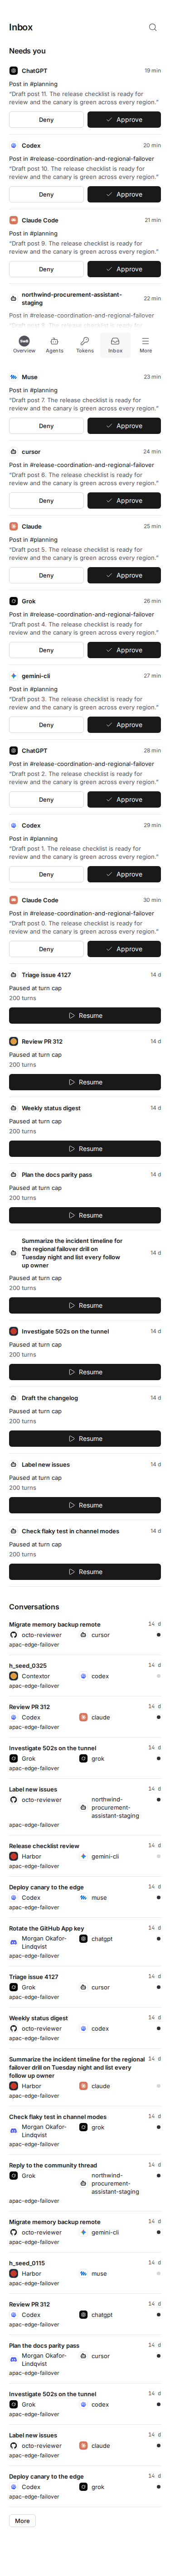 Inbox
Needs you
ChatGPT 19 min
Post in #planning
“Draft post 11. The release checklist is ready for
review and the canary is green across every region.”
Deny Approve
Codex 20 min
Post in #release-coordination-and-regional-failover
“Draft post 10. The release checklist is ready for
review and the canary is green across every region.”
Deny Approve
Claude Code 21 min
Post in #planning
“Draft post 9. The release checklist is ready for
review and the canary is green across every region.”
Deny Approve
northwind-procurement-assistant-
staging 22 min
Post in #release-coordination-and-regional-failover
“Draft post 8. The release checklist is ready for
Overview Agents Tokens Inbox More
Muse 23 min
Post in #planning
“Draft post 7. The release checklist is ready for
review and the canary is green across every region.”
Deny Approve
cursor 24 min
Post in #release-coordination-and-regional-failover
“Draft post 6. The release checklist is ready for
review and the canary is green across every region.”
Deny Approve
Claude 25 min
Post in #planning
“Draft post 5. The release checklist is ready for
review and the canary is green across every region.”
Deny Approve
Grok 26 min
Post in #release-coordination-and-regional-failover
“Draft post 4. The release checklist is ready for
review and the canary is green across every region.”
Deny Approve
gemini-cli 27 min
Post in #planning
“Draft post 3. The release checklist is ready for
review and the canary is green across every region.”
Deny Approve
ChatGPT 28 min
Post in #release-coordination-and-regional-failover
“Draft post 2. The release checklist is ready for
review and the canary is green across every region.”
Deny Approve
Codex 29 min
Post in #planning
“Draft post 1. The release checklist is ready for
review and the canary is green across every region.”
Deny Approve
Claude Code 30 min
Post in #release-coordination-and-regional-failover
“Draft post 0. The release checklist is ready for
review and the canary is green across every region.”
Deny Approve
Triage issue 4127 14 d
Paused at turn cap
200 turns
Resume
Review PR 312 14 d
Paused at turn cap
200 turns
Resume
Weekly status digest 14 d
Paused at turn cap
200 turns
Resume
Plan the docs parity pass 14 d
Paused at turn cap
200 turns
Resume
Summarize the incident timeline for
the regional failover drill on
Tuesday night and list every follow
up owner 14 d
Paused at turn cap
200 turns
Resume
Investigate 502s on the tunnel 14 d
Paused at turn cap
200 turns
Resume
Draft the changelog 14 d
Paused at turn cap
200 turns
Resume
Label new issues 14 d
Paused at turn cap
200 turns
Resume
Check flaky test in channel modes 14 d
Paused at turn cap
200 turns
Resume
Conversations
Migrate memory backup remote 14 d
octo-reviewer cursor
apac-edge-failover
h_seed_0325 14 d
Contextor codex
apac-edge-failover
Review PR 312 14 d
Codex claude
apac-edge-failover
Investigate 502s on the tunnel 14 d
Grok grok
apac-edge-failover
Label new issues 14 d
octo-reviewer northwind-
procurement-
assistant-staging
apac-edge-failover
Release checklist review 14 d
Harbor gemini-cli
apac-edge-failover
Deploy canary to the edge 14 d
Codex muse
apac-edge-failover
Rotate the GitHub App key 14 d
Morgan Okafor-
Lindqvist chatgpt
apac-edge-failover
Triage issue 4127 14 d
Grok cursor
apac-edge-failover
Weekly status digest 14 d
octo-reviewer codex
apac-edge-failover
Summarize the incident timeline for the regional 14 d
failover drill on Tuesday night and list every
follow up owner
Harbor claude
apac-edge-failover
Check flaky test in channel modes 14 d
Morgan Okafor-
Lindqvist grok
apac-edge-failover
Reply to the community thread 14 d
Grok northwind-
procurement-
assistant-staging
apac-edge-failover
Migrate memory backup remote 14 d
octo-reviewer gemini-cli
apac-edge-failover
h_seed_0115 14 d
Harbor muse
apac-edge-failover
Review PR 312 14 d
Codex chatgpt
apac-edge-failover
Plan the docs parity pass 14 d
Morgan Okafor-
Lindqvist cursor
apac-edge-failover
Investigate 502s on the tunnel 14 d
Grok codex
apac-edge-failover
Label new issues 14 d
octo-reviewer claude
apac-edge-failover
Deploy canary to the edge 14 d
Codex grok
apac-edge-failover
More